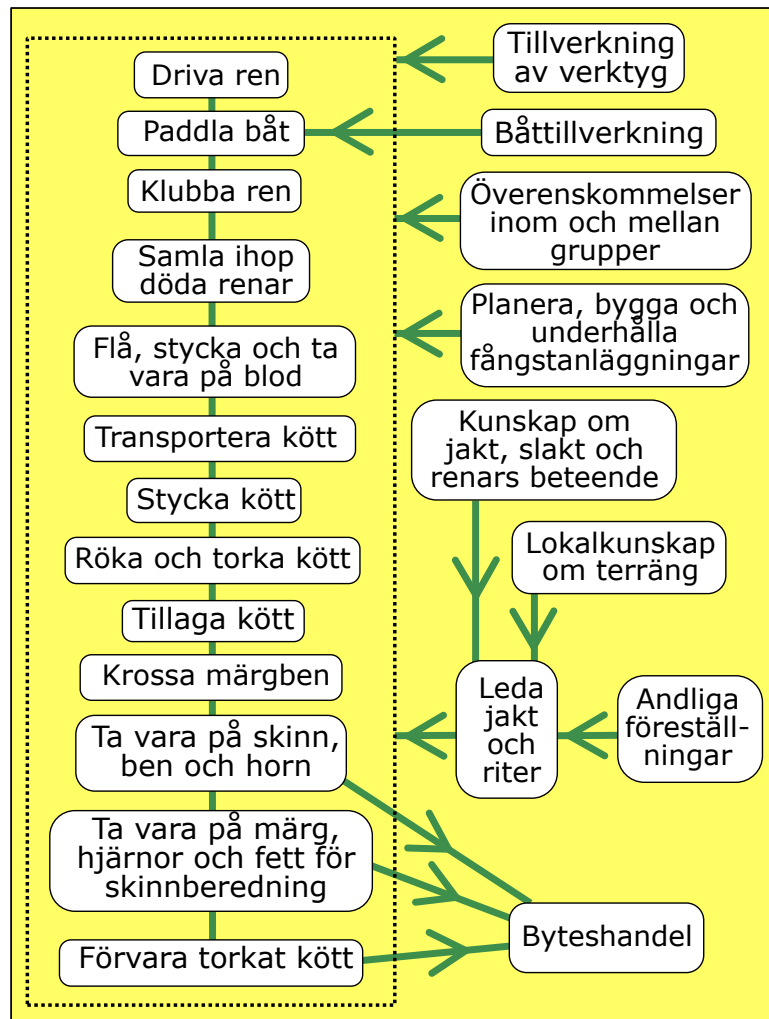 Driva ren
Paddla båt
Klubba ren
Samla ihop
döda renar
Flå, stycka och ta
vara på blod
Transportera kött
Stycka kött
Röka och torka kött
Tillaga kött
Krossa märgben
Ta vara på skinn,
ben och horn
Ta vara på märg,
hjärnor och fett för
skinnberedning
Förvara torkat kött
Tillverkning
av verktyg
Båttillverkning
Överenskommelser
inom och mellan
grupper
Planera, bygga och
underhålla
fångstanläggningar
Kunskap om
jakt, slakt och
renars beteende
Lokalkunskap
om terräng
Leda
jakt
och
riter
Andliga
föreställ-
ningar
Byteshandel